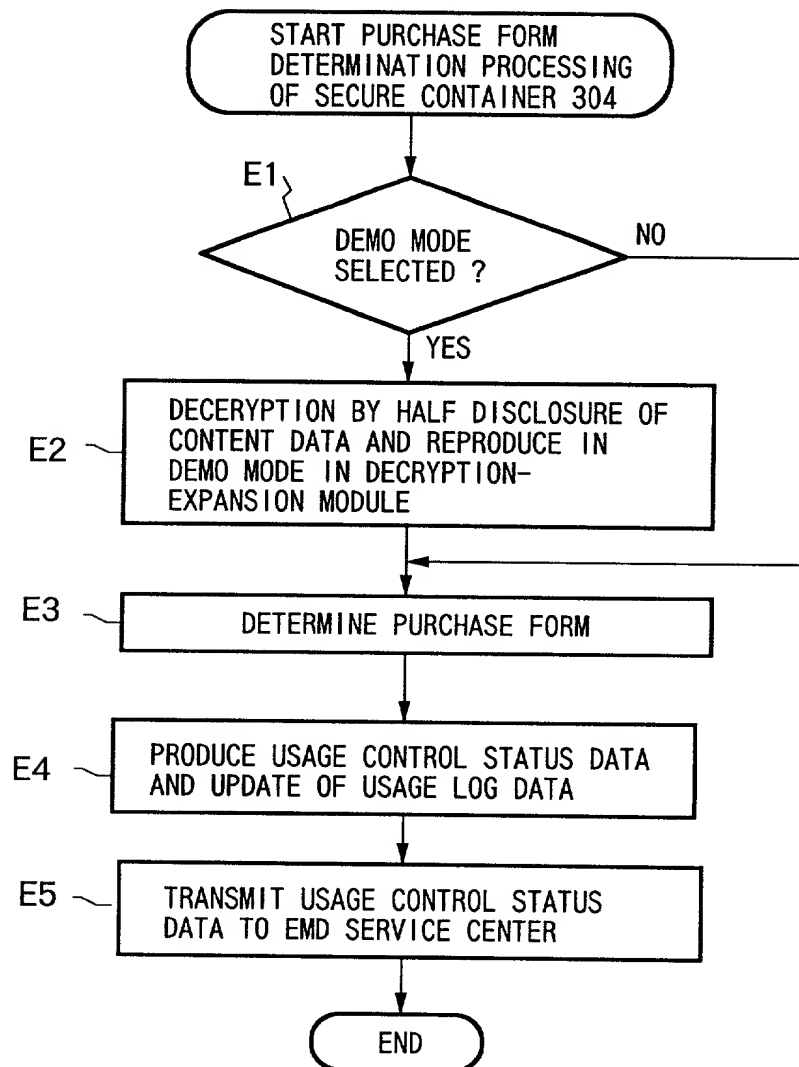 START PURCHASE FORM
DETERMINATION PROCESSING
OF SECURE CONTAINER 304
E1
DEMO MODE
SELECTED ?
NO
YES
E2
DECERYPTION BY HALF DISCLOSURE OF
CONTENT DATA AND REPRODUCE IN
DEMO MODE IN DECRYPTION-
EXPANSION MODULE
E3
DETERMINE PURCHASE FORM
E4
PRODUCE USAGE CONTROL STATUS DATA
AND UPDATE OF USAGE LOG DATA
E5
TRANSMIT USAGE CONTROL STATUS
DATA TO EMD SERVICE CENTER
END